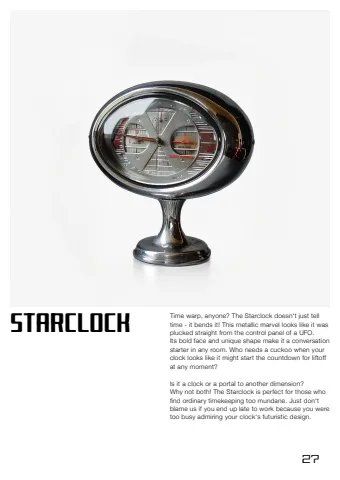 STARCLOCK
Time warp, anyone? The Starclock doesn't just tell
time - it bends it! This metallic marvel looks like it was
plucked straight from the control panel of a UFO.
Its bold face and unique shape make it a conversation
starter in any room. Who needs a cuckoo when your
clock looks like it might start the countdown for liftoff
at any moment?
Is it a clock or a portal to another dimension?
Why not both! The Starclock is perfect for those who
find ordinary timekeeping too mundane. Just don't
blame us if you end up late to work because you were
too busy admiring your clock's futuristic design.
27